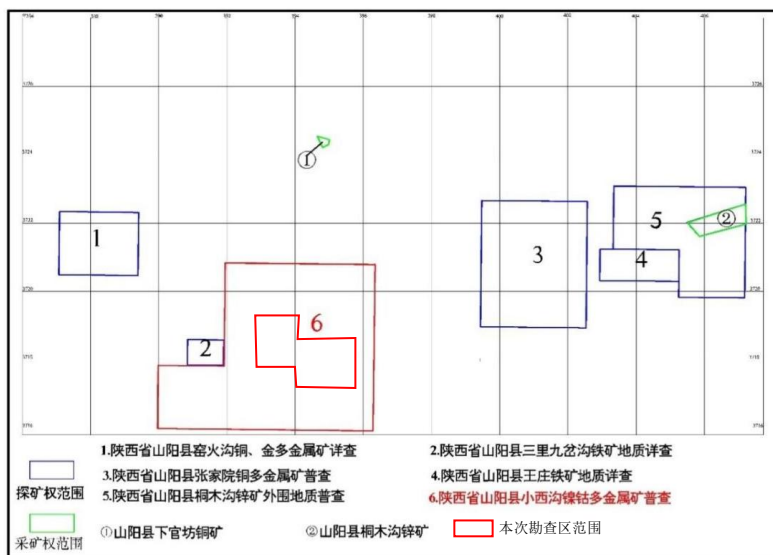 ①
1
5
②
3
4
6
2
1.陕西省山阳县窑火沟铜、金多金属矿详查
2.陕西省山阳县三里九岔沟铁矿地质详查
3.陕西省山阳县张家院铜多金属矿普查
4.陕西省山阳县王庄铁矿地质详查
探矿权范围
5.陕西省山阳县桐木沟锌矿外围地质普查
6.陕西省山阳县小西沟镍钴多金属矿普查
采矿权范围
①山阳县下官坊铜矿
②山阳县桐木沟锌矿
本次勘查区范围